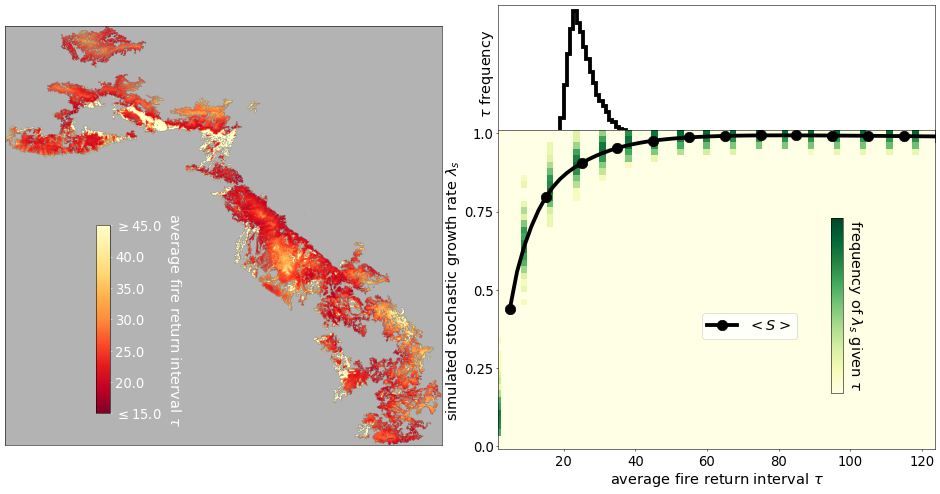 ≥ 45.0
40.0
30.0
25.0
20.0
≤ 15.0
average fire return interval τ
τ frequency
simulated stochastic growth rate λₛ
1.0
0.75
0.5
0.25
0.0
< S >
frequency of λₛ given τ
20
40
60
80
100
120
average fire return interval τ